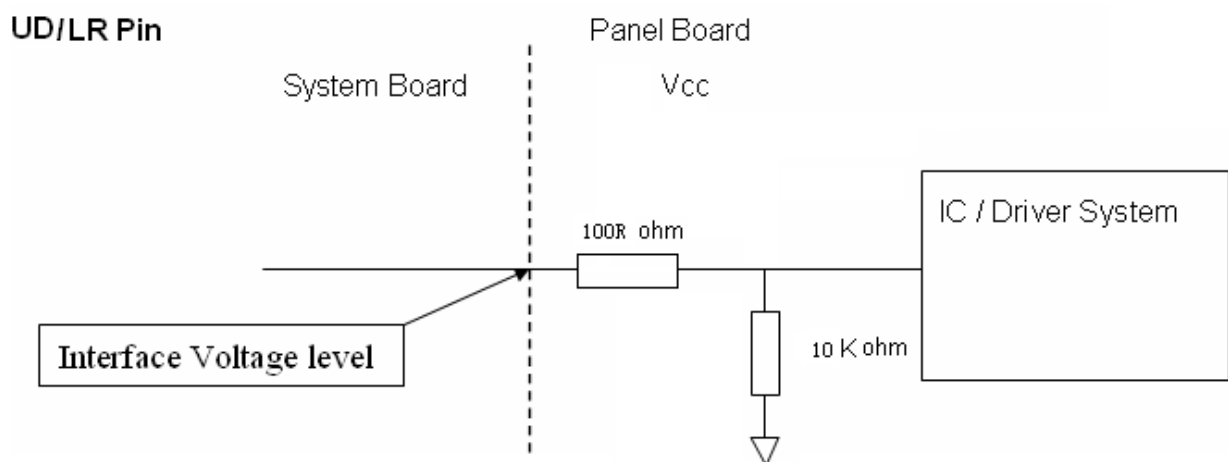 UD/LR Pin
Panel Board
System Board
Vcc
IC / Driver System
100R ohm
Interface Voltage level
10 K ohm